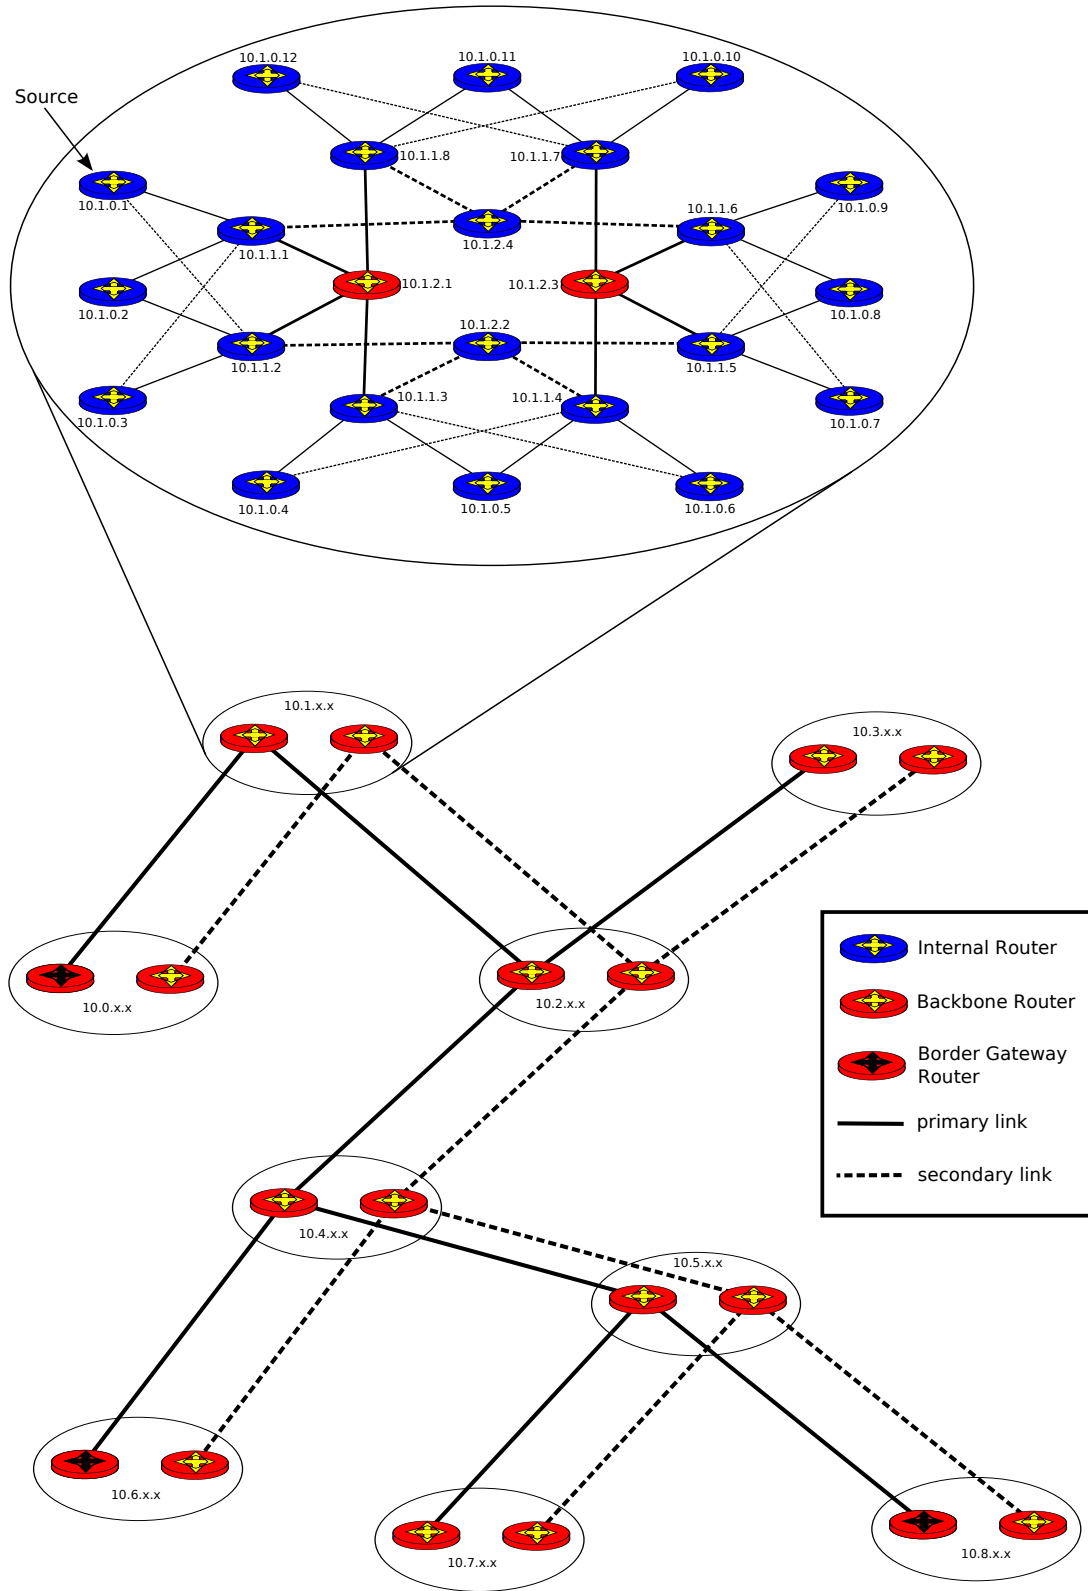 10.1.0.12
10.1.0.11
10.1.0.10
Source
10.1.1.8
10.1.1.7
10.1.0.1
10.1.1.6
10.1.0.9
10.1.1.1
10.1.2.4
10.1.2.1
10.1.2.3
10.1.0.2
10.1.0.8
10.1.2.2
10.1.1.2
10.1.1.5
10.1.1.3
10.1.1.4
10.1.0.3
10.1.0.7
10.1.0.4
10.1.0.5
10.1.0.6
10.1.x.x
10.3.x.x
10.0.x.x
10.2.x.x
Internal Router
Backbone Router
Border Gateway
Router
primary link
secondary link
10.4.x.x
10.5.x.x
10.6.x.x
10.7.x.x
10.8.x.x